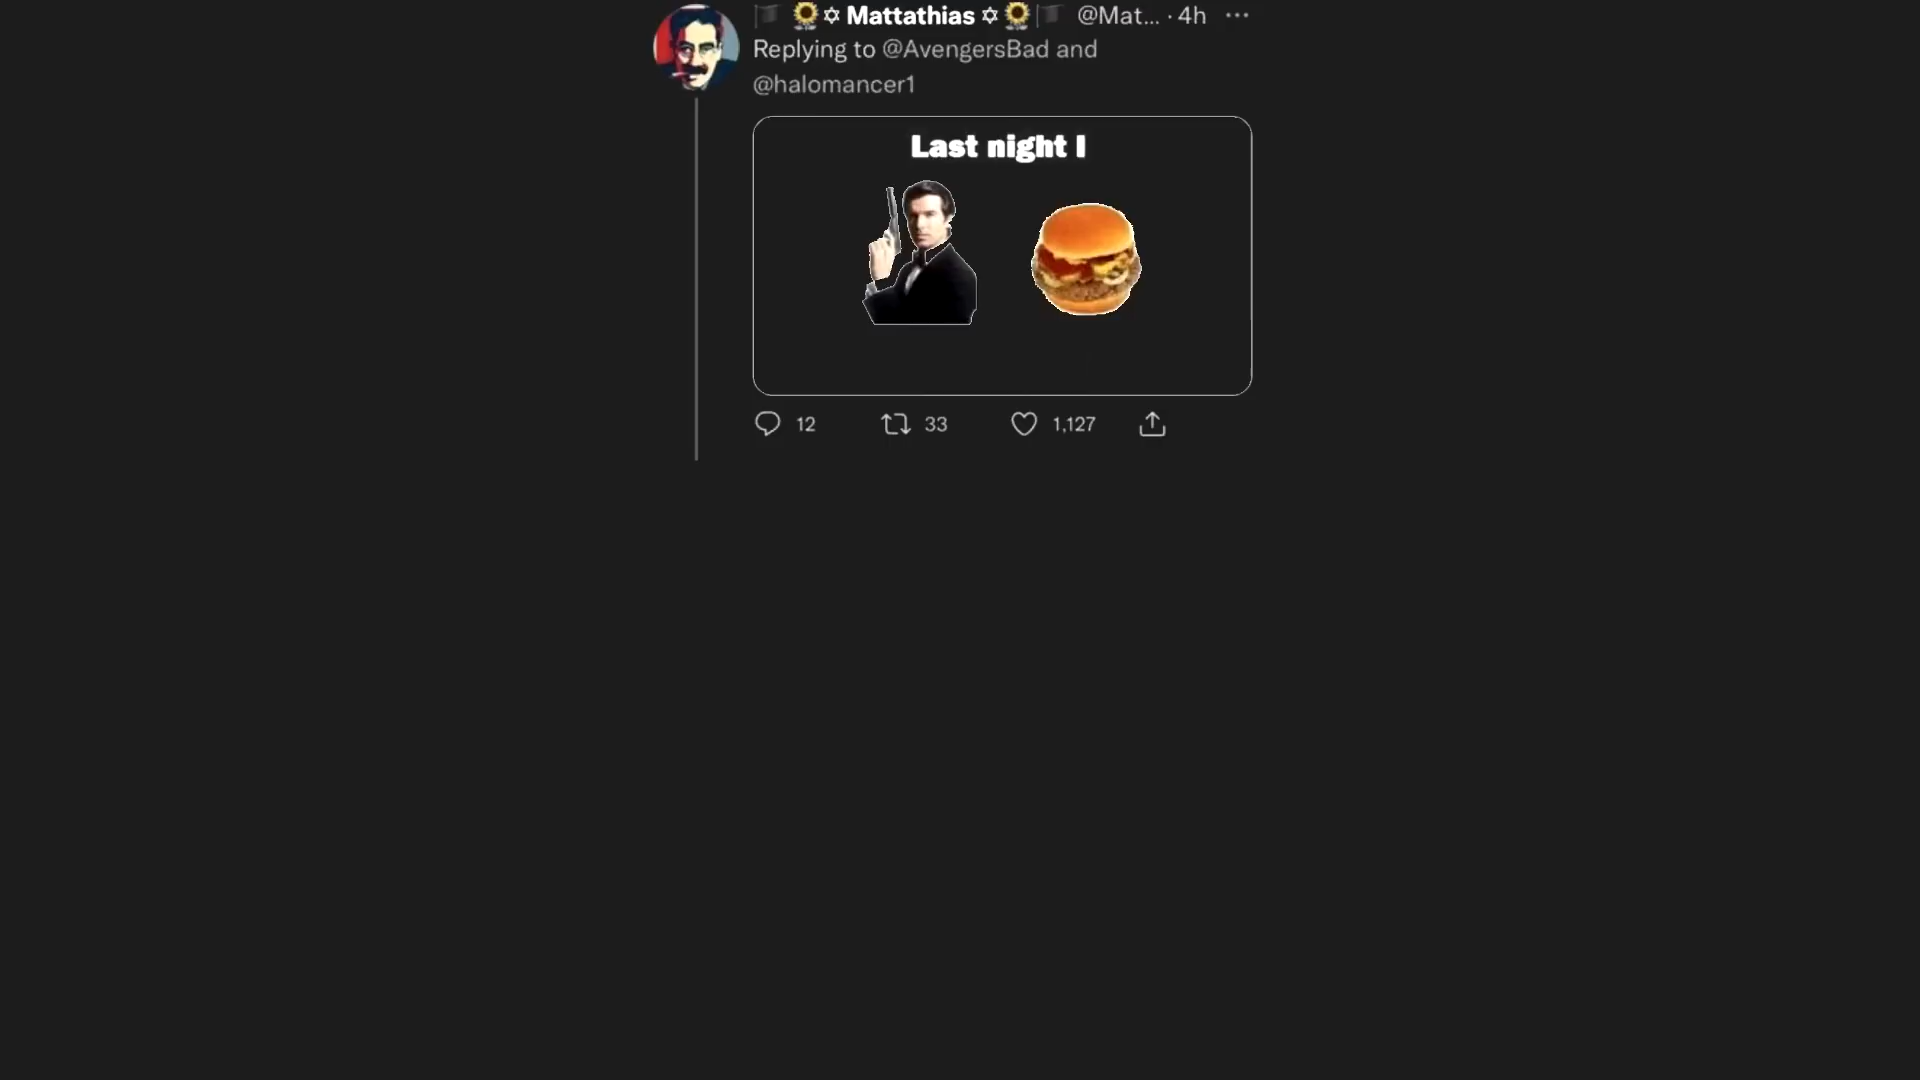 ✡ Mattathias ✡ @Mat... · 4h
Replying to @AvengersBad and
@halomancer1
Last night I
12 33 1,127